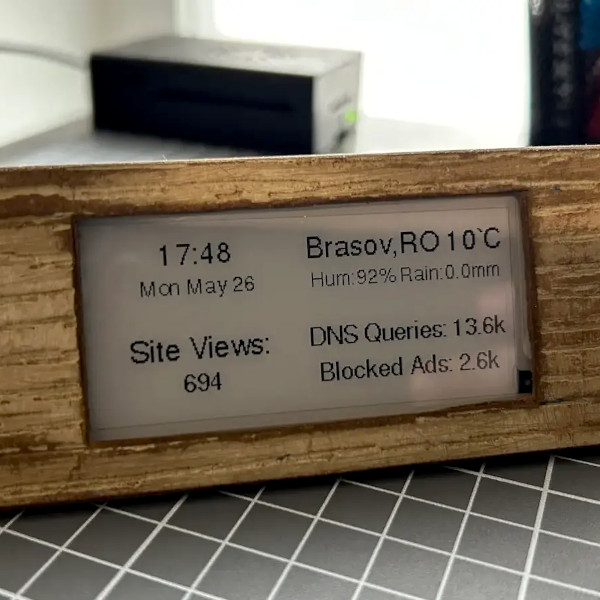 17:48
Mon May 26
Site Views:
694
Brasov,RO 10`C
Hum:92% Rain:0.0mm
DNS Queries: 13.6k
Blocked Ads: 2.6k